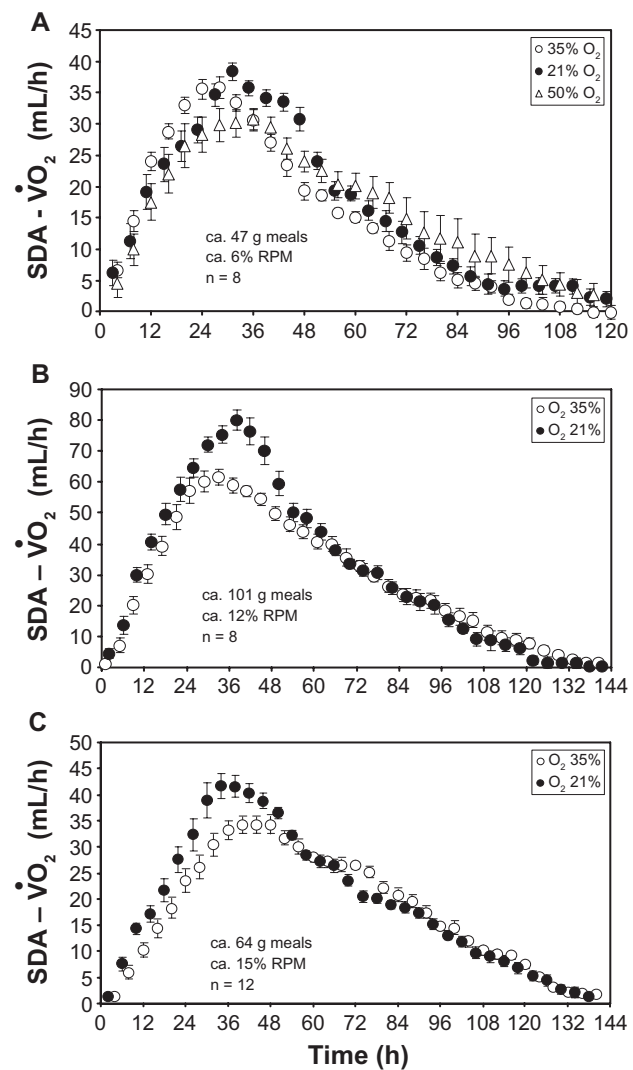 A
45
40
35
30
25
20
15
10
5
0
SDA - V̇O₂ (mL/h)
35% O₂
21% O₂
50% O₂
ca. 47 g meals
ca. 6% RPM
n = 8
0 12 24 36 48 60 72 84 96 108 120
B
90
80
70
60
50
40
30
20
10
0
SDA – V̇O₂ (mL/h)
O₂ 35%
O₂ 21%
ca. 101 g meals
ca. 12% RPM
n = 8
0 12 24 36 48 60 72 84 96 108 120 132 144
C
50
45
40
35
30
25
20
15
10
5
0
SDA – V̇O₂ (mL/h)
O₂ 35%
O₂ 21%
ca. 64 g meals
ca. 15% RPM
n = 12
0 12 24 36 48 60 72 84 96 108 120 132 144
Time (h)